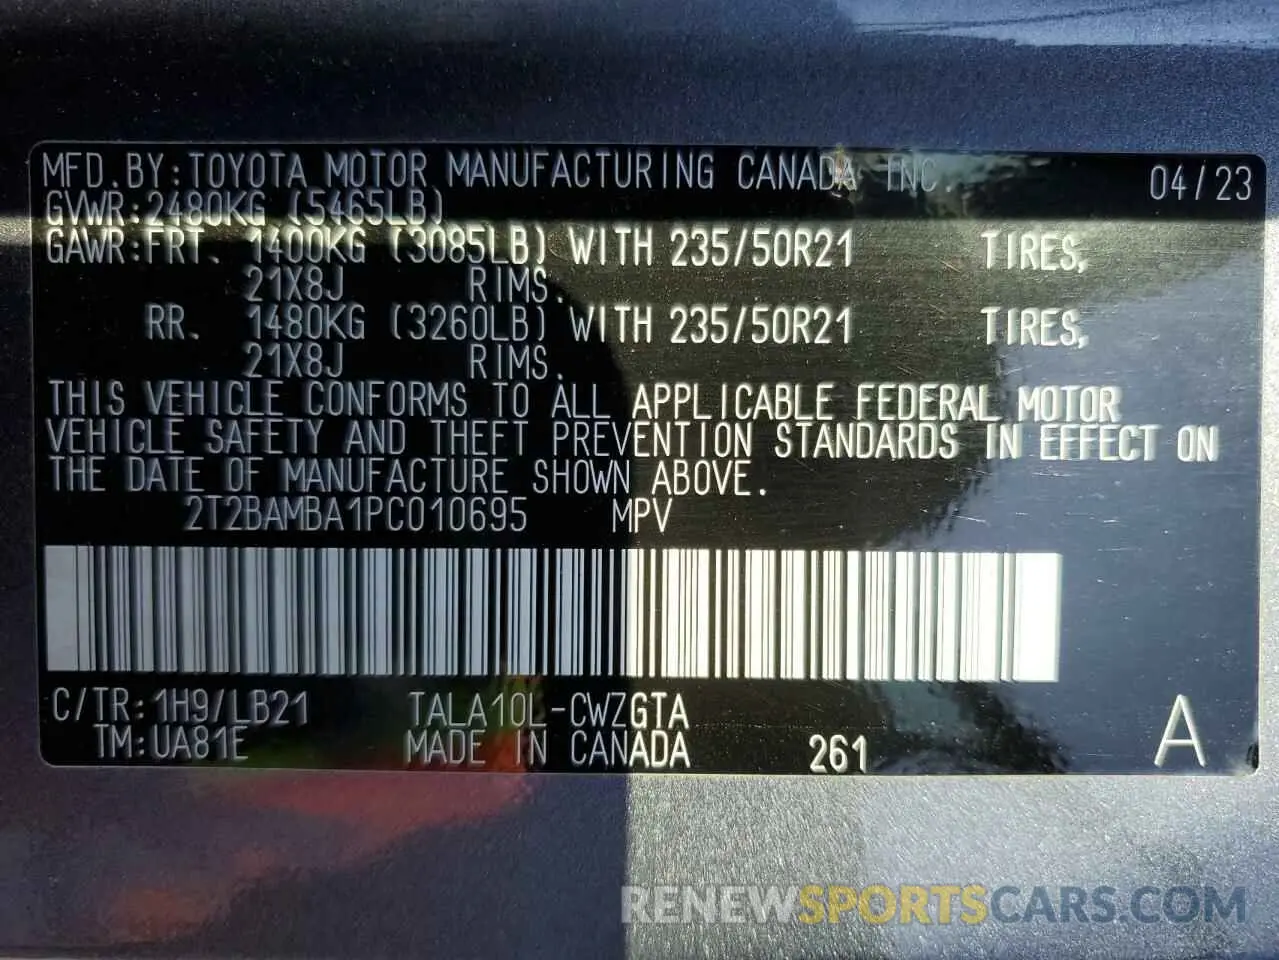 MFD.BY:TOYOTA MOTOR MANUFACTURING CANADA INC. 04/23
GVWR:2480KG (5465LB)
GAWR:FRT. 1400KG (3085LB) WITH 235/50R21 TIRES,
21X8J RIMS.
RR. 1480KG (3260LB) WITH 235/50R21 TIRES,
21X8J RIMS.
THIS VEHICLE CONFORMS TO ALL APPLICABLE FEDERAL MOTOR
VEHICLE SAFETY AND THEFT PREVENTION STANDARDS IN EFFECT ON
THE DATE OF MANUFACTURE SHOWN ABOVE.
2T2BAMBA1PC010695 MPV
C/TR:1H9/LB21 TALA10L-CWZGTA A
TM:UA81E MADE IN CANADA 261
RENEWSPORTSCARS.COM